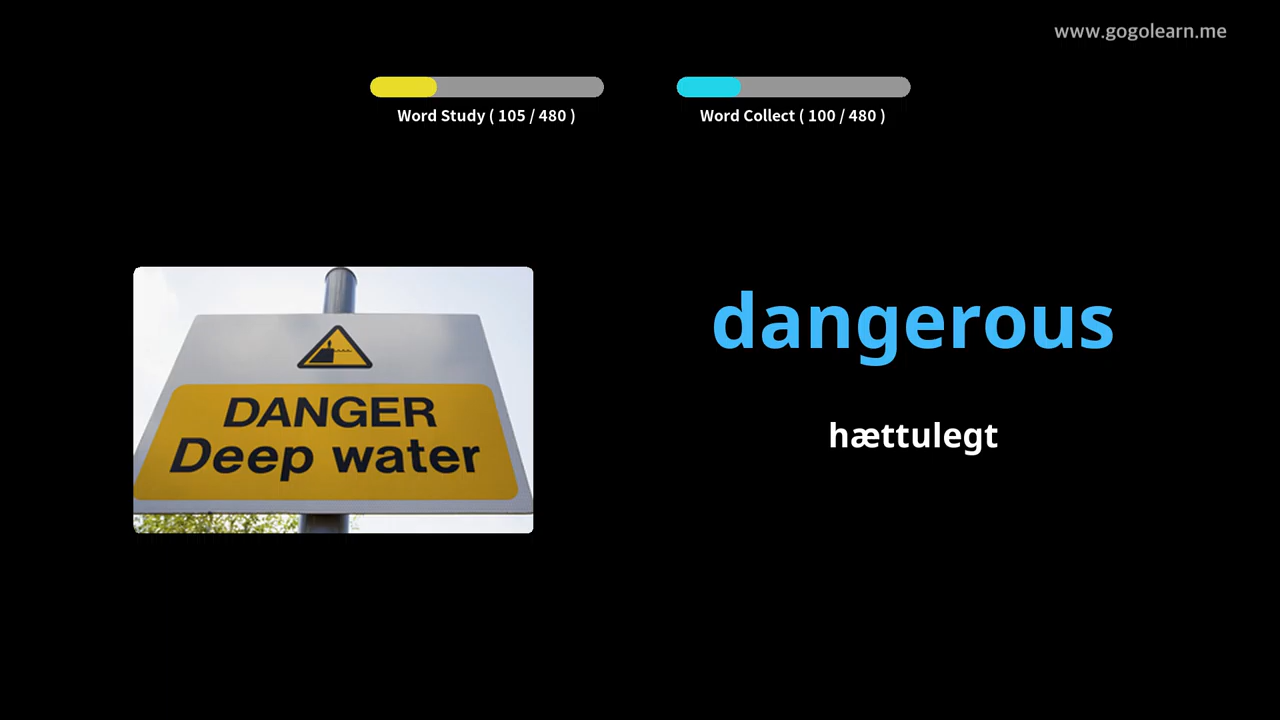 www.gogolearn.me
Word Study ( 105 / 480 )
Word Collect ( 100 / 480 )
DANGER
Deep water
dangerous
hættulegt